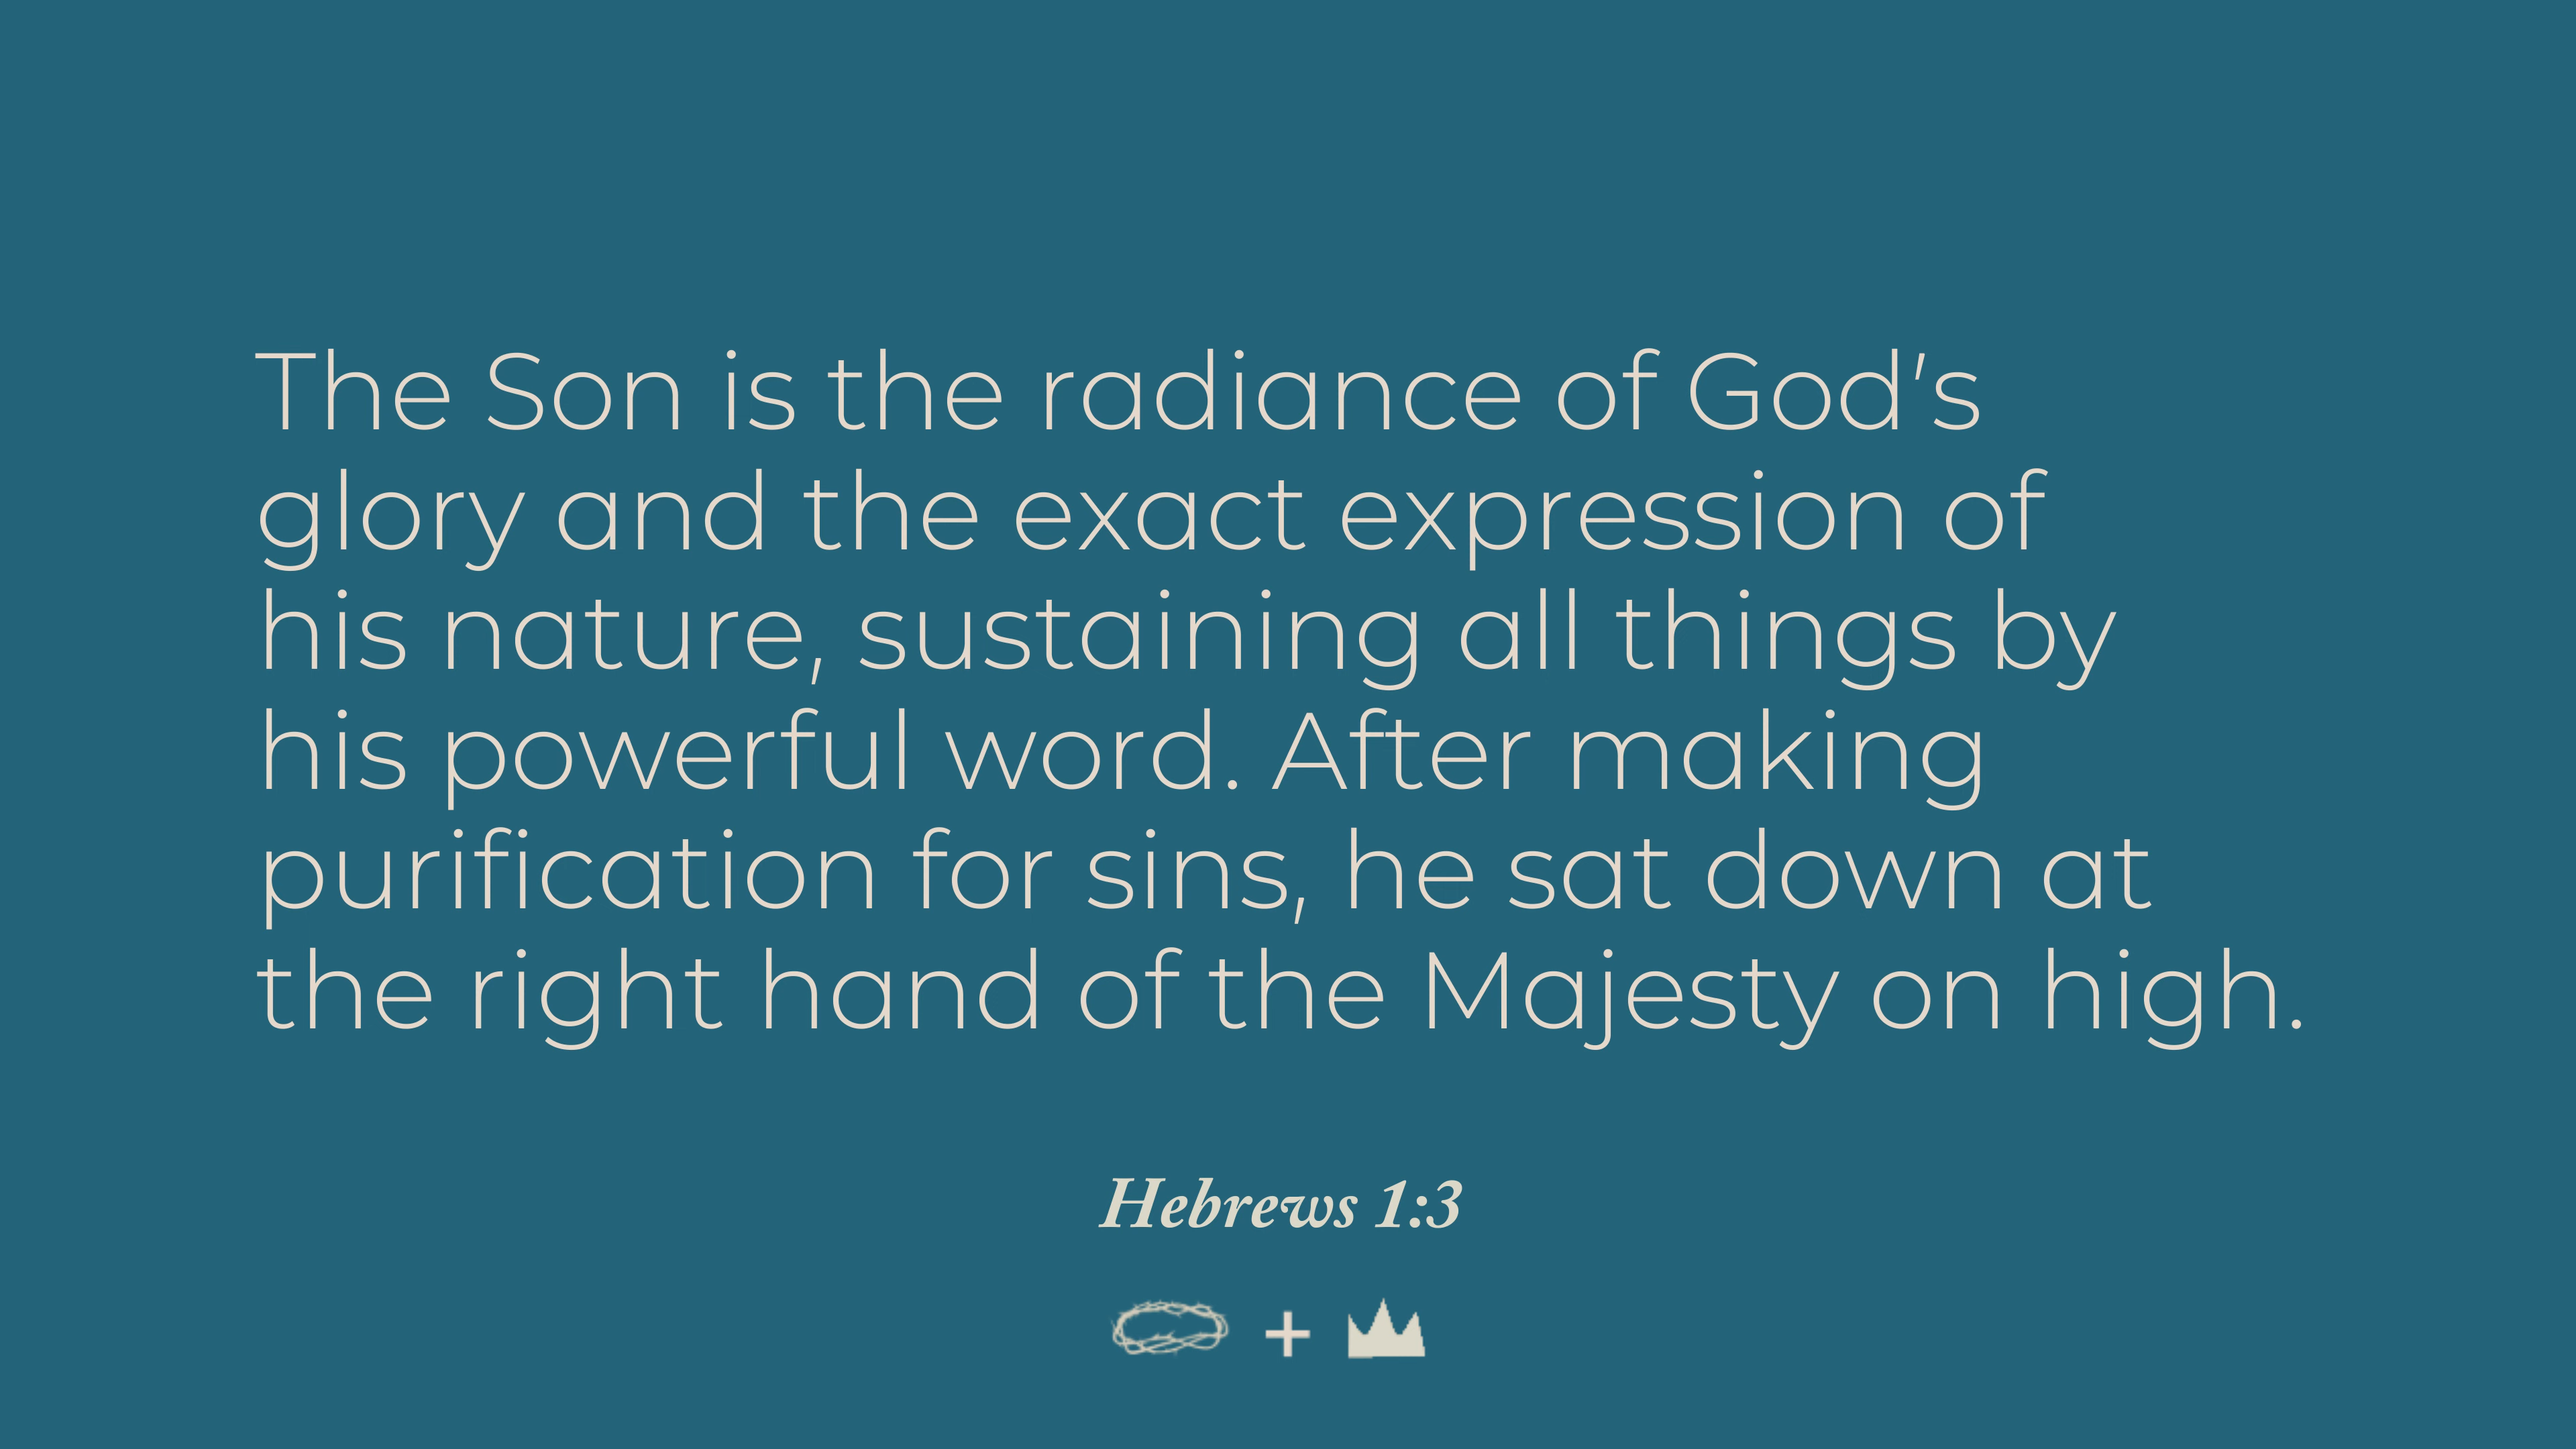 The Son is the radiance of God's
glory and the exact expression of
his nature, sustaining all things by
his powerful word. After making
purification for sins, he sat down at
the right hand of the Majesty on high.
Hebrews 1:3
+